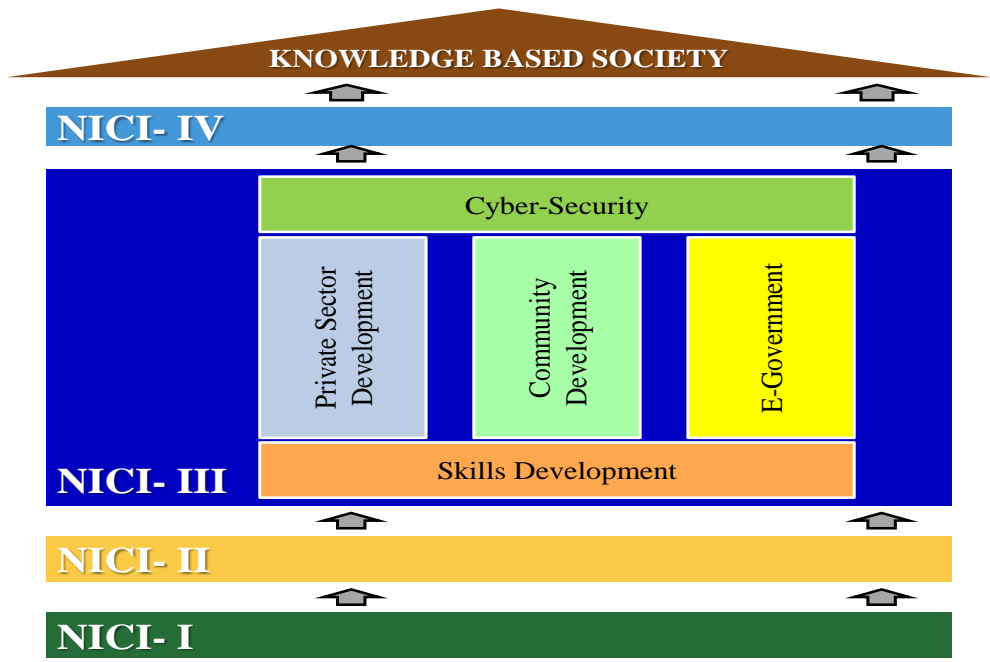 KNOWLEDGE BASED SOCIETY
NICI- IV
Cyber-Security
Private Sector
Development
Community
Development
E-Government
Skills Development
NICI- III
NICI- II
NICI- I